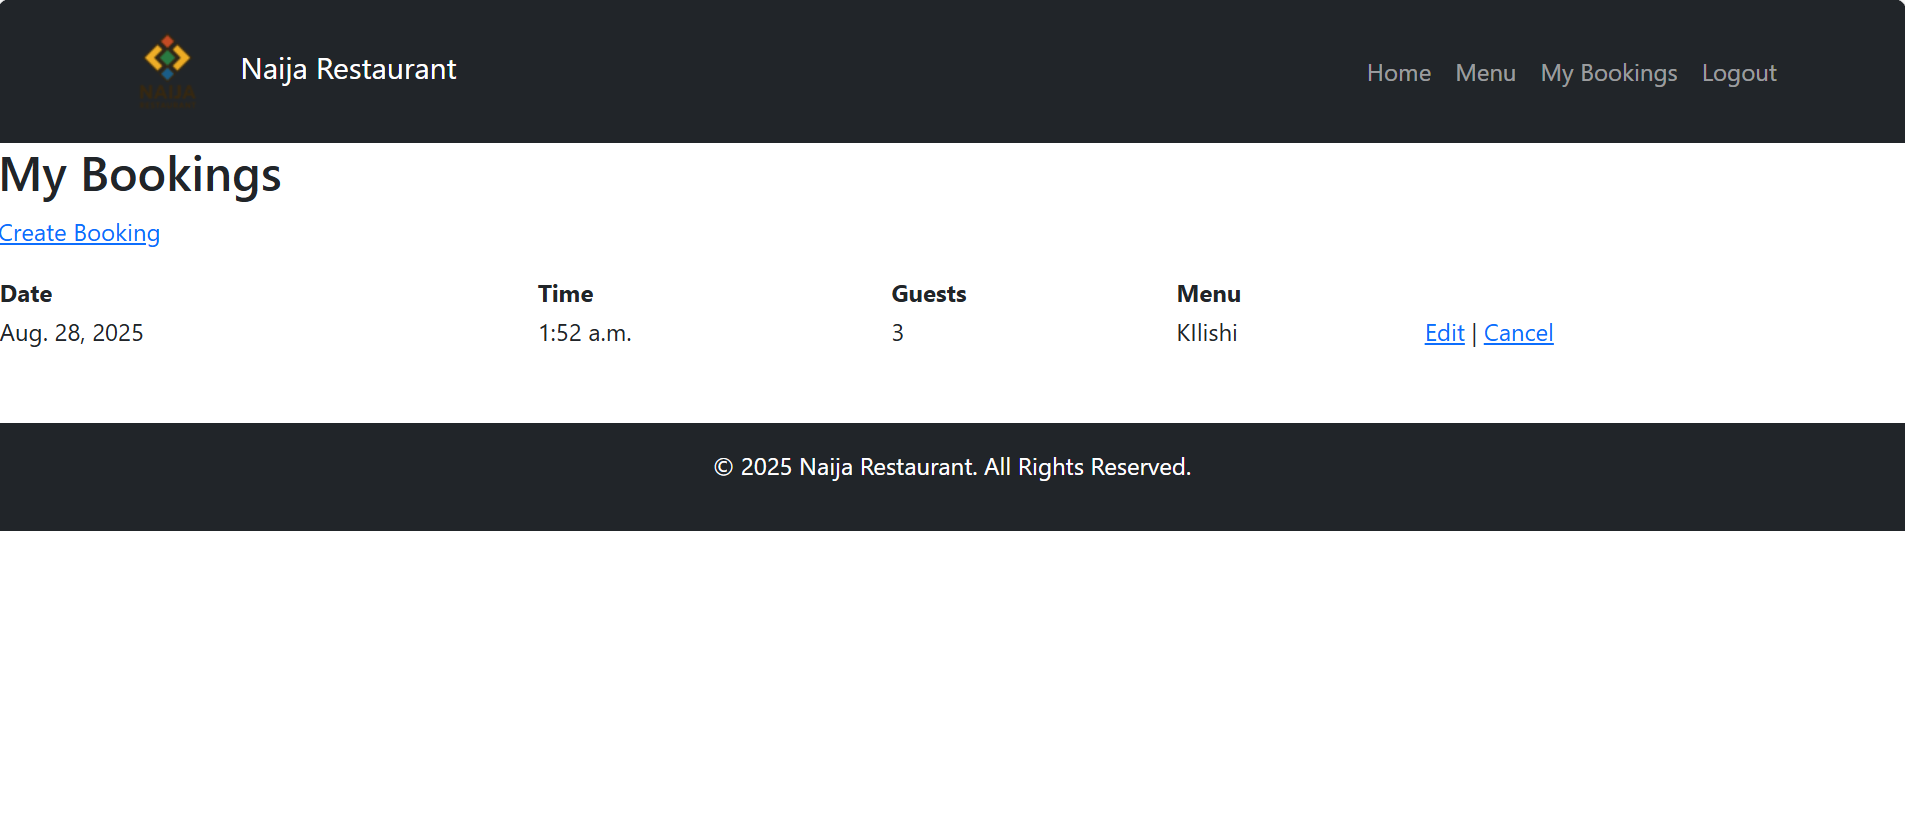 NAIJA
Naija Restaurant
Home Menu My Bookings Logout
My Bookings
Create Booking
Date Time Guests Menu
Aug. 28, 2025 1:52 a.m. 3 KIlishi Edit | Cancel
© 2025 Naija Restaurant. All Rights Reserved.